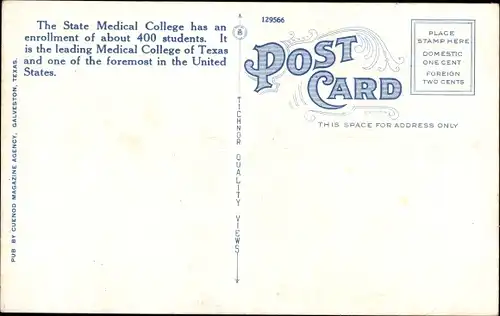 The State Medical College has an
enrollment of about 400 students. It
is the leading Medical College of Texas
and one of the foremost in the United
States.
PUB BY CUENOD MAGAZINE AGENCY, GALVESTON, TEXAS.
A
B
TICHNOR QUALITY VIEWS
129566
POST
CARD
THIS SPACE FOR ADDRESS ONLY
PLACE
STAMP HERE
DOMESTIC
ONE CENT
FOREIGN
TWO CENTS